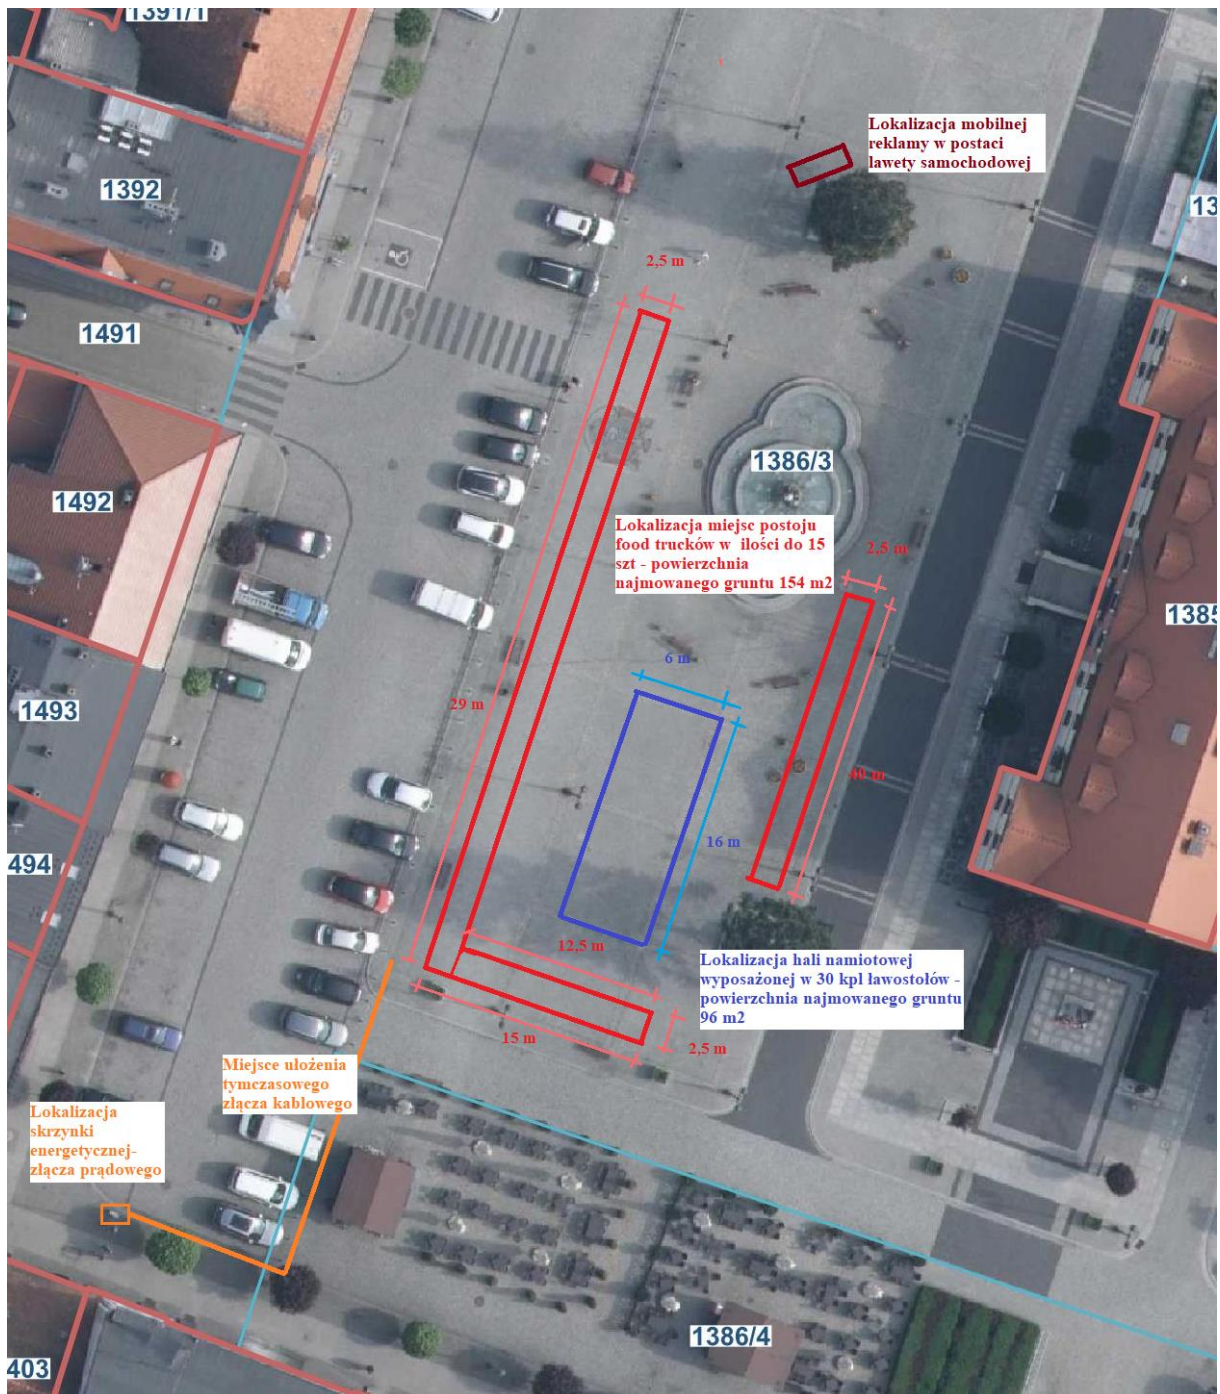 1391/1
Lokalizacja mobilnej
reklamy w postaci
lawety samochodowej
1392
13
2,5 m
1491
1386/3
1492
Lokalizacja miejsc postoju
food trucków w ilości do 15
szt - powierzchnia
najmowanego gruntu 154 m2
2,5 m
1385
6 m
29 m
1493
40 m
16 m
494
12,5 m
Lokalizacja hali namiotowej
wyposażonej w 30 kpl ławostołów -
powierzchnia najmowanego gruntu
96 m2
15 m
2,5 m
Miejsce ułożenia
tymczasowego
złącza kablowego
Lokalizacja
skrzynki
energetycznej-
złącza prądowego
1386/4
403